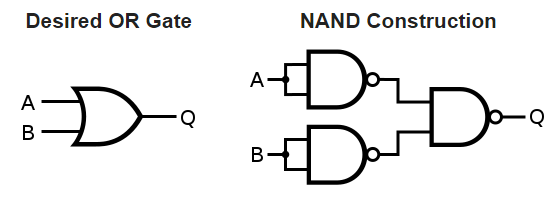 Desired OR Gate
A
B
Q
NAND Construction
A
B
Q